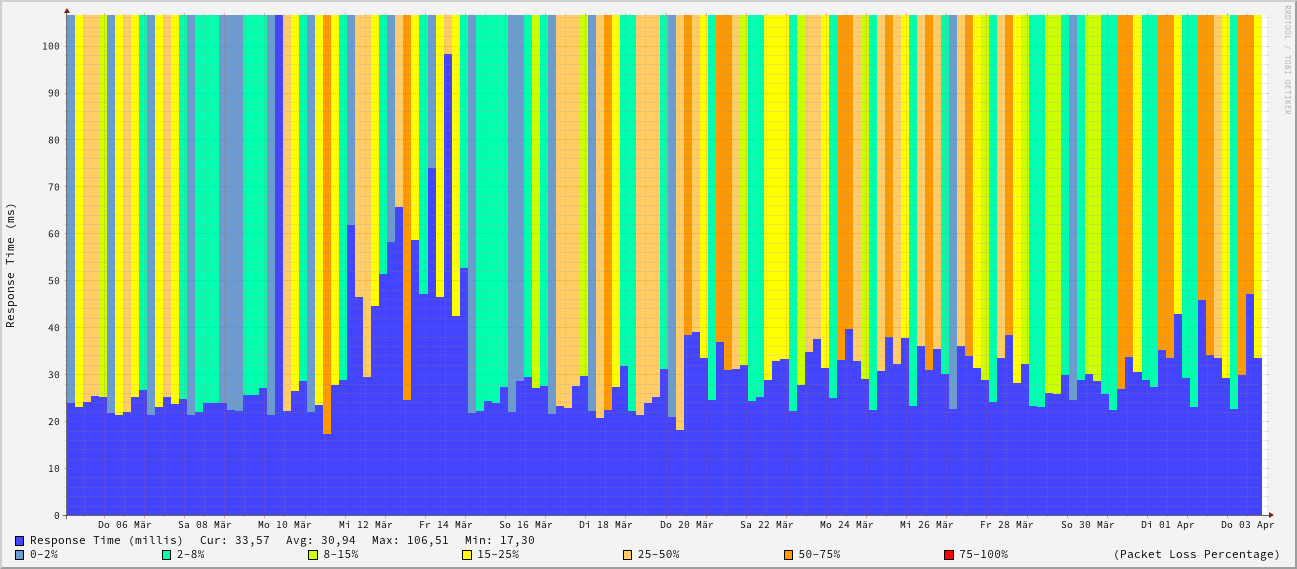 RRDTOOL / TOBI OETIKER
Response Time (ms)
100
90
80
70
60
50
40
30
20
10
0
Do 06 Mär Sa 08 Mär Mo 10 Mär Mi 12 Mär Fr 14 Mär So 16 Mär Di 18 Mär Do 20 Mär Sa 22 Mär Mo 24 Mär Mi 26 Mär Fr 28 Mär So 30 Mär Di 01 Apr Do 03 Apr
Response Time (millis) Cur: 33,57 Avg: 30,94 Max: 106,51 Min: 17,30
0-2% 2-8% 8-15% 15-25% 25-50% 50-75% 75-100% (Packet Loss Percentage)